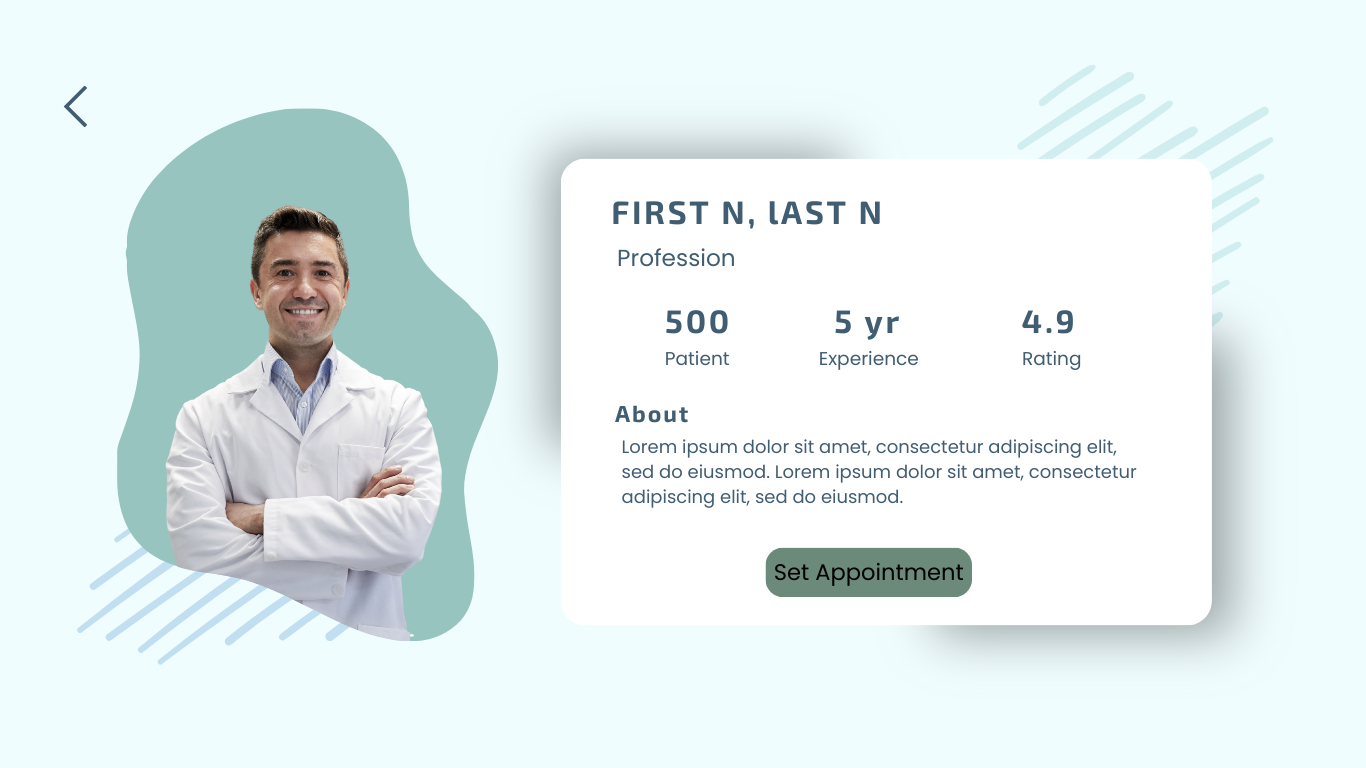 FIRST N, lAST N
Profession
500 5 yr 4.9
Patient Experience Rating
About
Lorem ipsum dolor sit amet, consectetur adipiscing elit,
sed do eiusmod. Lorem ipsum dolor sit amet, consectetur
adipiscing elit, sed do eiusmod.
Set Appointment